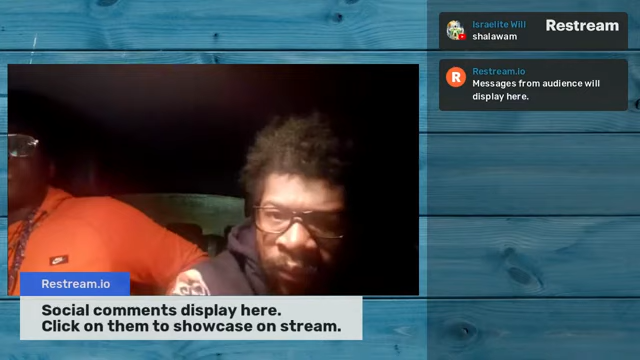 Israelite Will
shalawam
Restream
R
Restream.io
Messages from audience will
display here.
Restream.io
Social comments display here.
Click on them to showcase on stream.